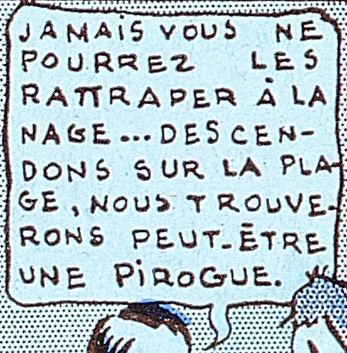 JAMAIS VOUS NE
POURREZ LES
RATTRAPER À LA
NAGE...DESCEN-
DONS SUR LA PLA-
GE, NOUS TROUVE-
RONS PEUT-ÊTRE
UNE PIROGUE.